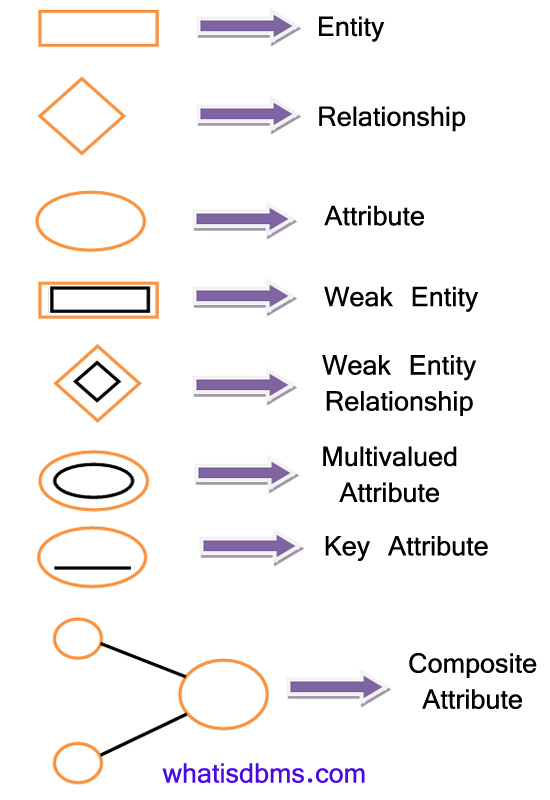 Entity
Relationship
Attribute
Weak Entity
Weak Entity
Relationship
Multivalued
Attribute
Key Attribute
Composite
Attribute
whatisdbms.com